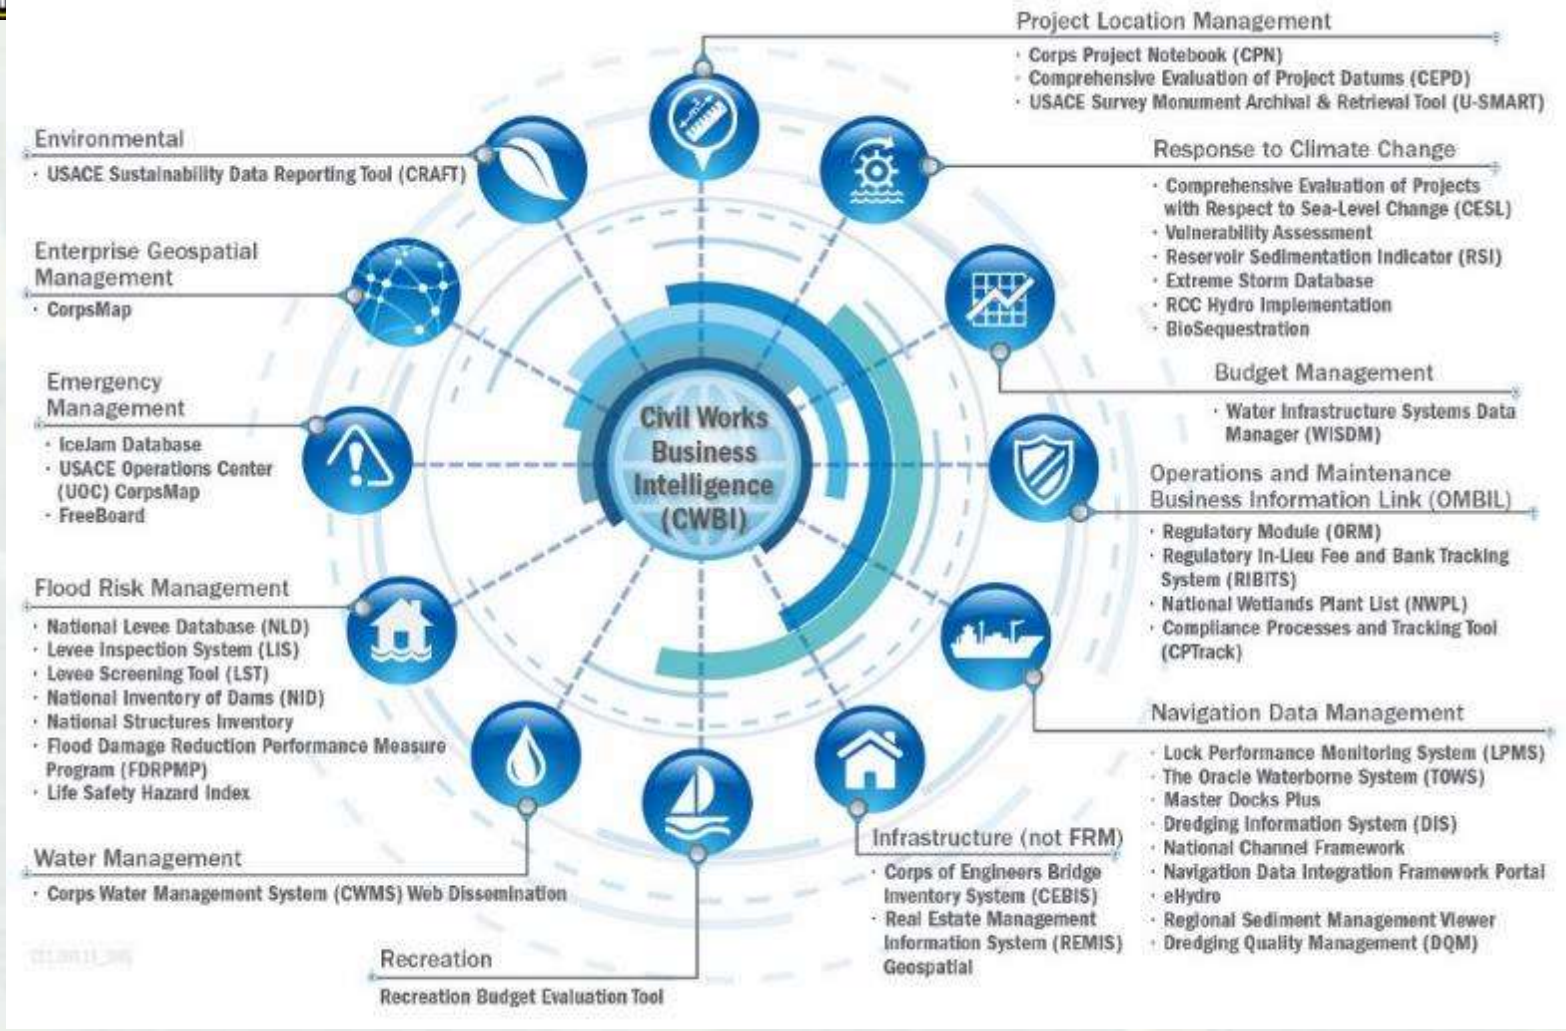 Project Location Management
· Corps Project Notebook (CPN)
· Comprehensive Evaluation of Project Datums (CEPD)
· USACE Survey Monument Archival & Retrieval Tool (U-SMART)
Response to Climate Change
· Comprehensive Evaluation of Projects
with Respect to Sea-Level Change (CESL)
· Vulnerability Assessment
· Reservoir Sedimentation Indicator (RSI)
· Extreme Storm Database
· RCC Hydro Implementation
· BioSequestration
Budget Management
· Water Infrastructure Systems Data
Manager (WISDM)
Operations and Maintenance
Business Information Link (OMBIL)
· Regulatory Module (ORM)
· Regulatory In-Lieu Fee and Bank Tracking
System (RIBITS)
· National Wetlands Plant List (NWPL)
· Compliance Processes and Tracking Tool
(CPTrack)
Navigation Data Management
· Lock Performance Monitoring System (LPMS)
· The Oracle Waterborne System (TOWS)
· Master Docks Plus
· Dredging Information System (DIS)
· National Channel Framework
· Navigation Data Integration Framework Portal
· eHydro
· Regional Sediment Management Viewer
· Dredging Quality Management (DQM)
Infrastructure (not FRM)
· Corps of Engineers Bridge
Inventory System (CEBIS)
· Real Estate Management
Information System (REMIS)
Geospatial
Recreation
Recreation Budget Evaluation Tool
Water Management
· Corps Water Management System (CWMS) Web Dissemination
Flood Risk Management
· National Levee Database (NLD)
· Levee Inspection System (LIS)
· Levee Screening Tool (LST)
· National Inventory of Dams (NID)
· National Structures Inventory
· Flood Damage Reduction Performance Measure
Program (FDRPMP)
· Life Safety Hazard Index
Emergency
Management
· IceJam Database
· USACE Operations Center
(UOC) CorpsMap
· FreeBoard
Enterprise Geospatial
Management
· CorpsMap
Environmental
· USACE Sustainability Data Reporting Tool (CRAFT)
Civil Works
Business
Intelligence
(CWBI)